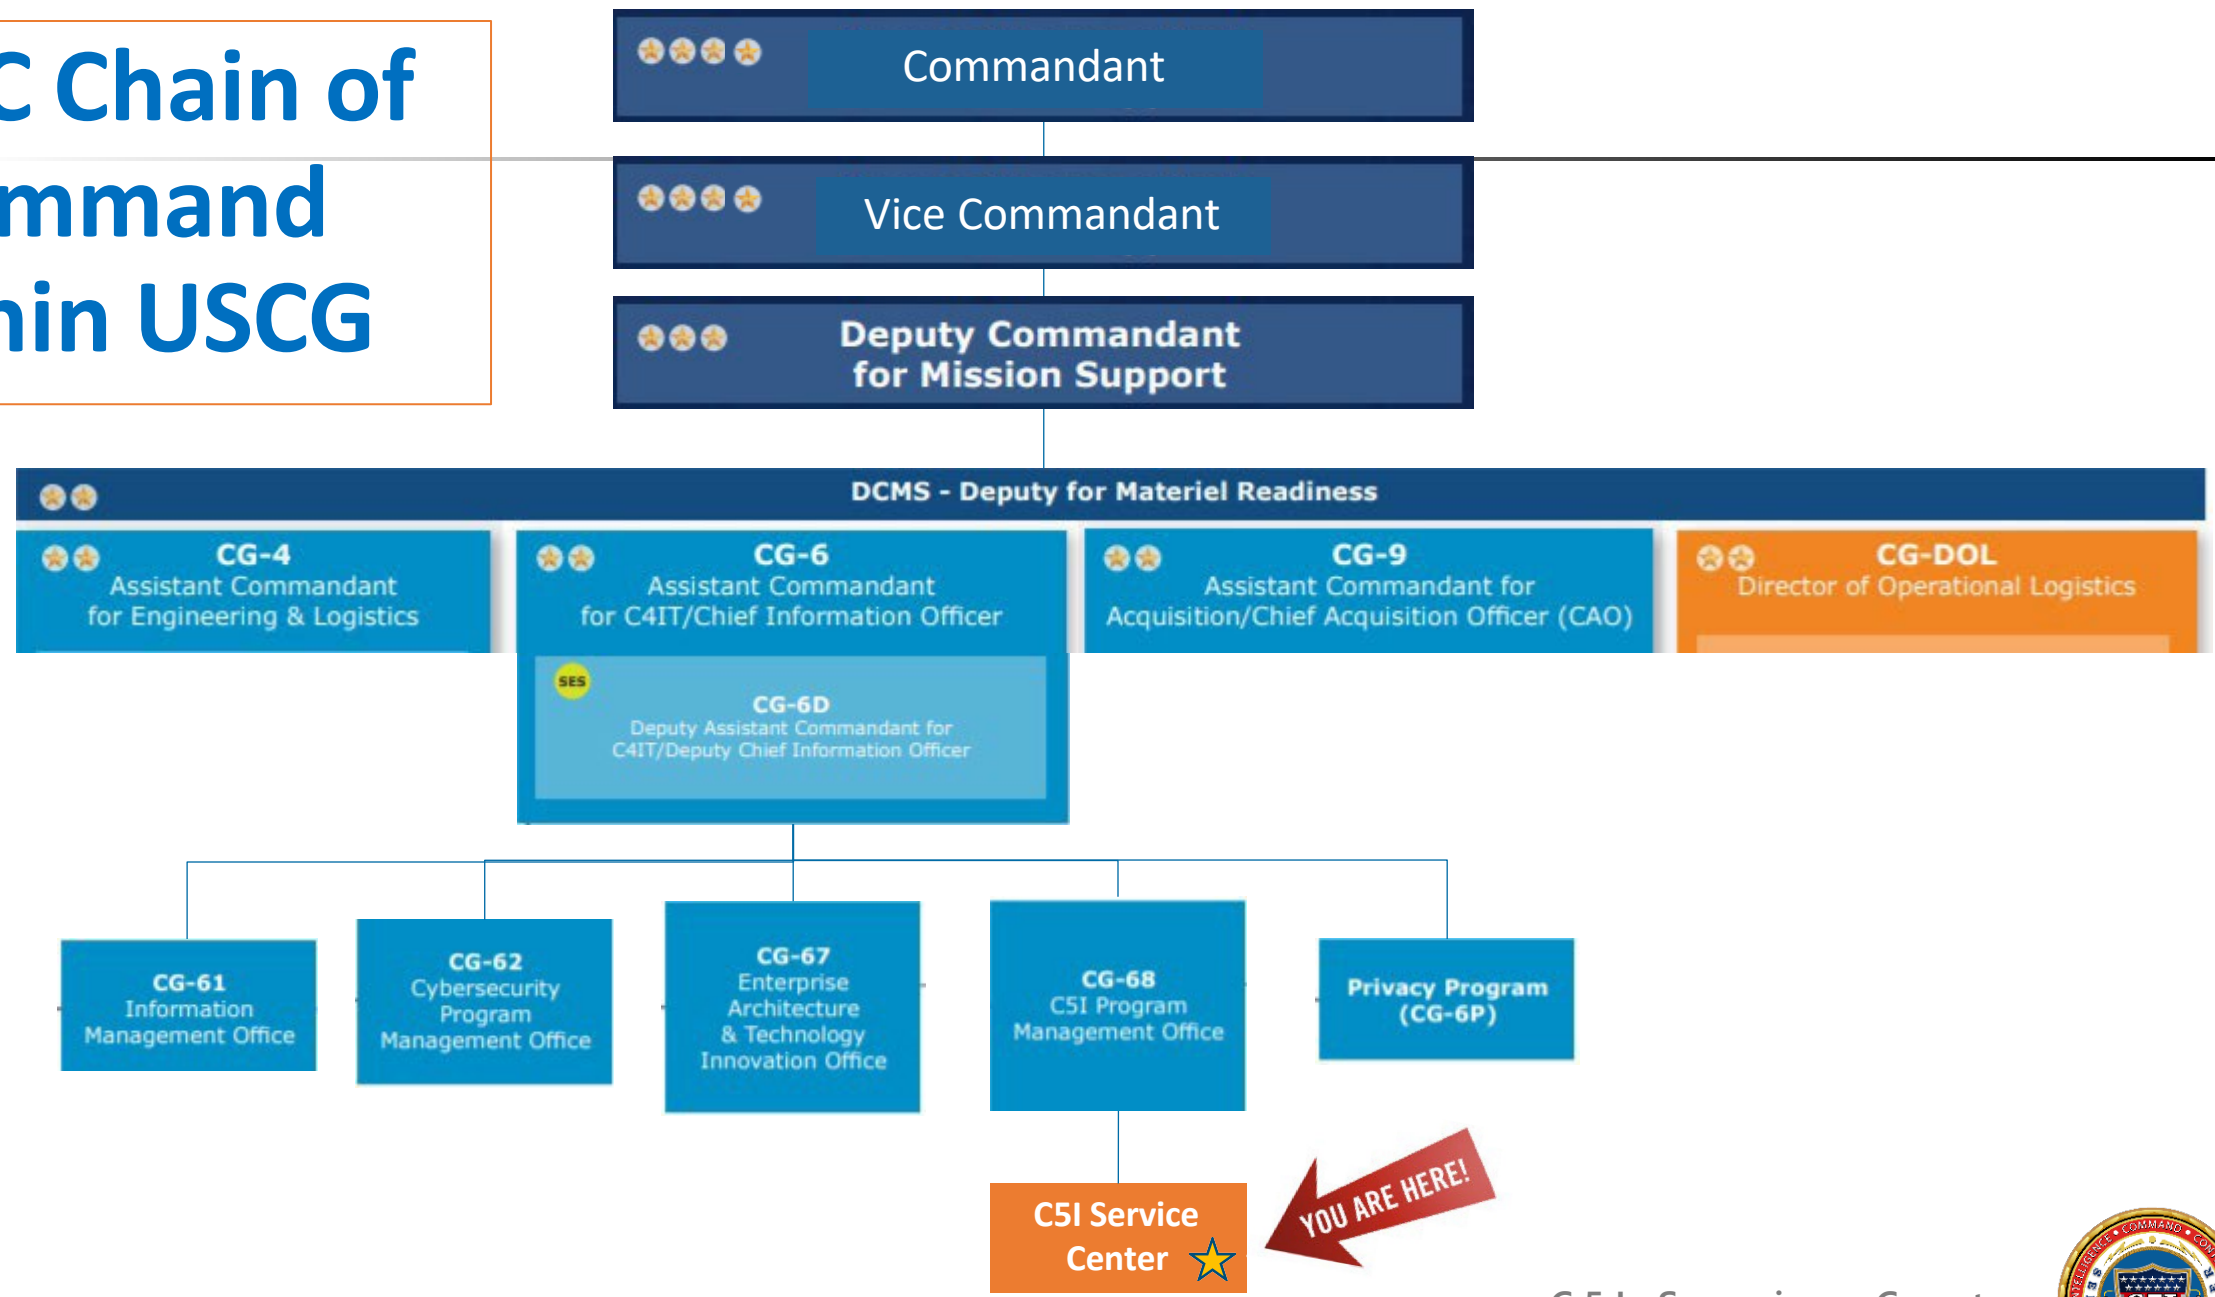 C Chain of
mmand
hin USCG
Commandant
Vice Commandant
Deputy Commandant
for Mission Support
DCMS - Deputy for Materiel Readiness
CG-4
Assistant Commandant
for Engineering & Logistics
CG-6
Assistant Commandant
for C4IT/Chief Information Officer
CG-9
Assistant Commandant for
Acquisition/Chief Acquisition Officer (CAO)
CG-DOL
Director of Operational Logistics
SES
CG-6D
Deputy Assistant Commandant for
C4IT/Deputy Chief Information Officer
CG-61
Information
Management Office
CG-62
Cybersecurity
Program
Management Office
CG-67
Enterprise
Architecture
& Technology
Innovation Office
CG-68
C5I Program
Management Office
Privacy Program
(CG-6P)
C5I Service
Center
YOU ARE HERE!
COMMAND